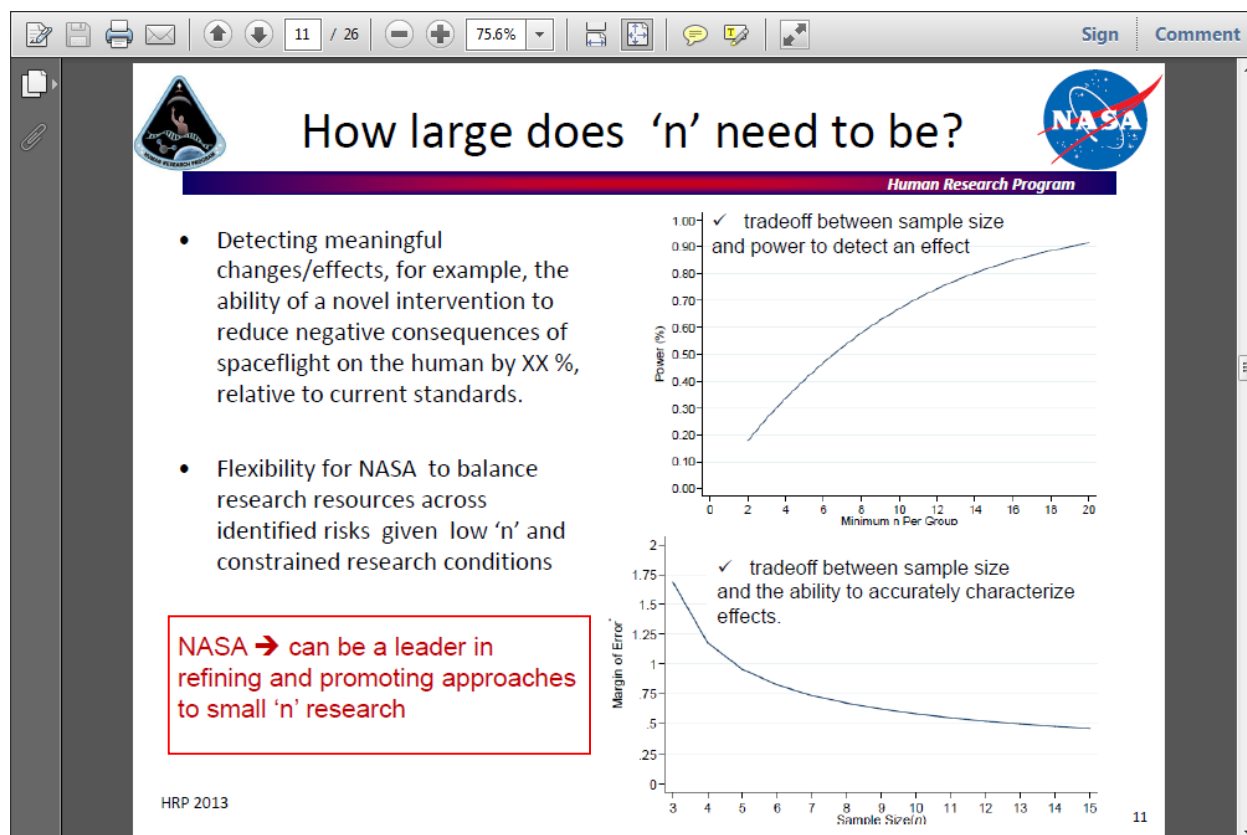 11 / 26
75.6%
Sign
Comment
How large does 'n' need to be?
NASA
HUMAN RESEARCH PROGRAM
Human Research Program
• Detecting meaningful
changes/effects, for example, the
ability of a novel intervention to
reduce negative consequences of
spaceflight on the human by XX %,
relative to current standards.
• Flexibility for NASA to balance
research resources across
identified risks given low 'n' and
constrained research conditions
NASA ➔ can be a leader in
refining and promoting approaches
to small 'n' research
✓ tradeoff between sample size
and power to detect an effect
Power (%)
1.00
0.90
0.80
0.70
0.60
0.50
0.40
0.30
0.20
0.10
0.00
0 2 4 6 8 10 12 14 16 18 20
Minimum n Per Group
✓ tradeoff between sample size
and the ability to accurately characterize
effects.
Margin of Error*
2
1.75
1.5
1.25
1
.75
.5
.25
0
3 4 5 6 7 8 9 10 11 12 13 14 15
Sample Size(n)
HRP 2013
11